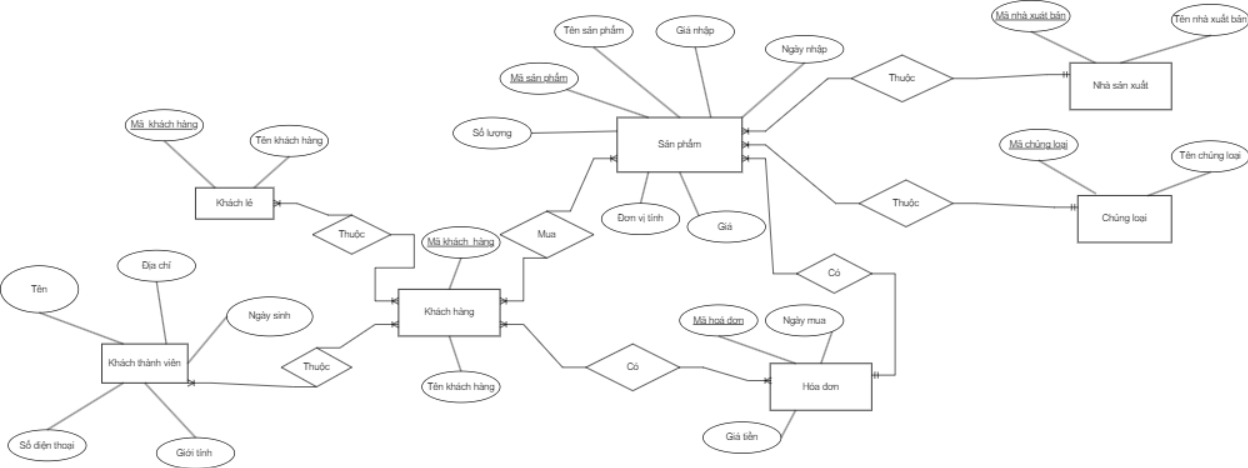 Mã nhà xuất bản
Tên nhà xuất bản
Tên sản phẩm
Giá nhập
Ngày nhập
Mã sản phẩm
Thuộc
Nhà sản xuất
Số lượng
Sản phẩm
Mã khách hàng
Tên khách hàng
Mã chủng loại
Tên chủng loại
Khách lẻ
Thuộc
Chủng loại
Đơn vị tính
Giá
Thuộc
Mua
Mã khách hàng
Địa chỉ
Có
Tên
Khách hàng
Ngày sinh
Mã hoá đơn
Ngày mua
Khách thành viên
Thuộc
Có
Tên khách hàng
Hóa đơn
Giá tiền
Số điện thoại
Giới tính